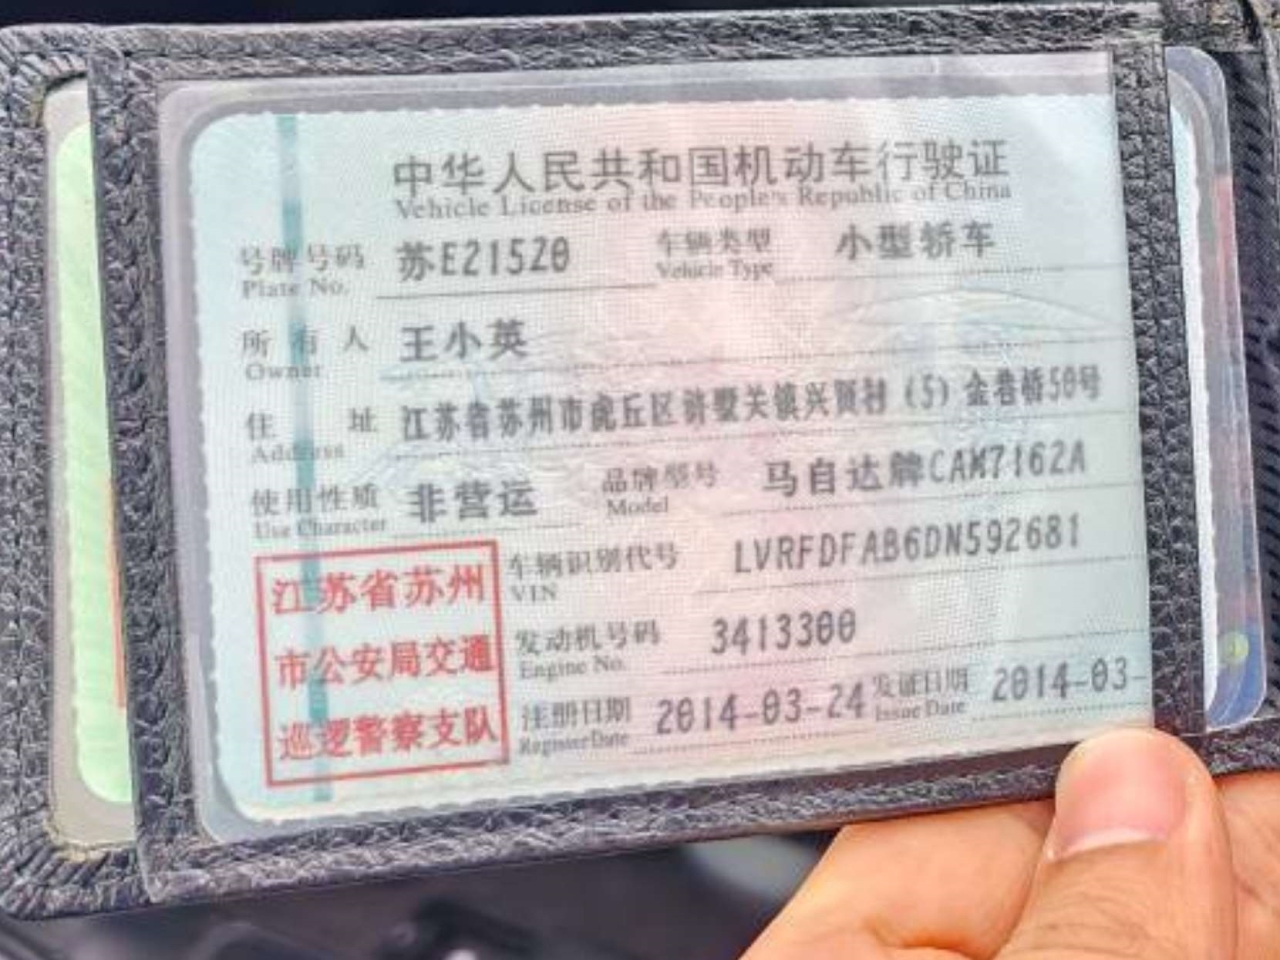 中华人民共和国机动车行驶证
Vehicle License of the People's Republic of China
号牌号码 苏E215Z0 车辆类型 小型轿车
Plate No. Vehicle Type
所有人 王小英
Owner
住址 江苏省苏州市虎丘区浒墅关镇兴贤村(5)金巷桥50号
Address
使用性质 非营运 品牌型号 马自达牌CAM7162A
Use Character Model
江苏省苏州
市公安局交通
巡逻警察支队
车辆识别代号 LVRFDFAB6DN592681
VIN
发动机号码 3413300
Engine No.
注册日期 2014-03-24 发证日期 2014-03-
Register Date Issue Date